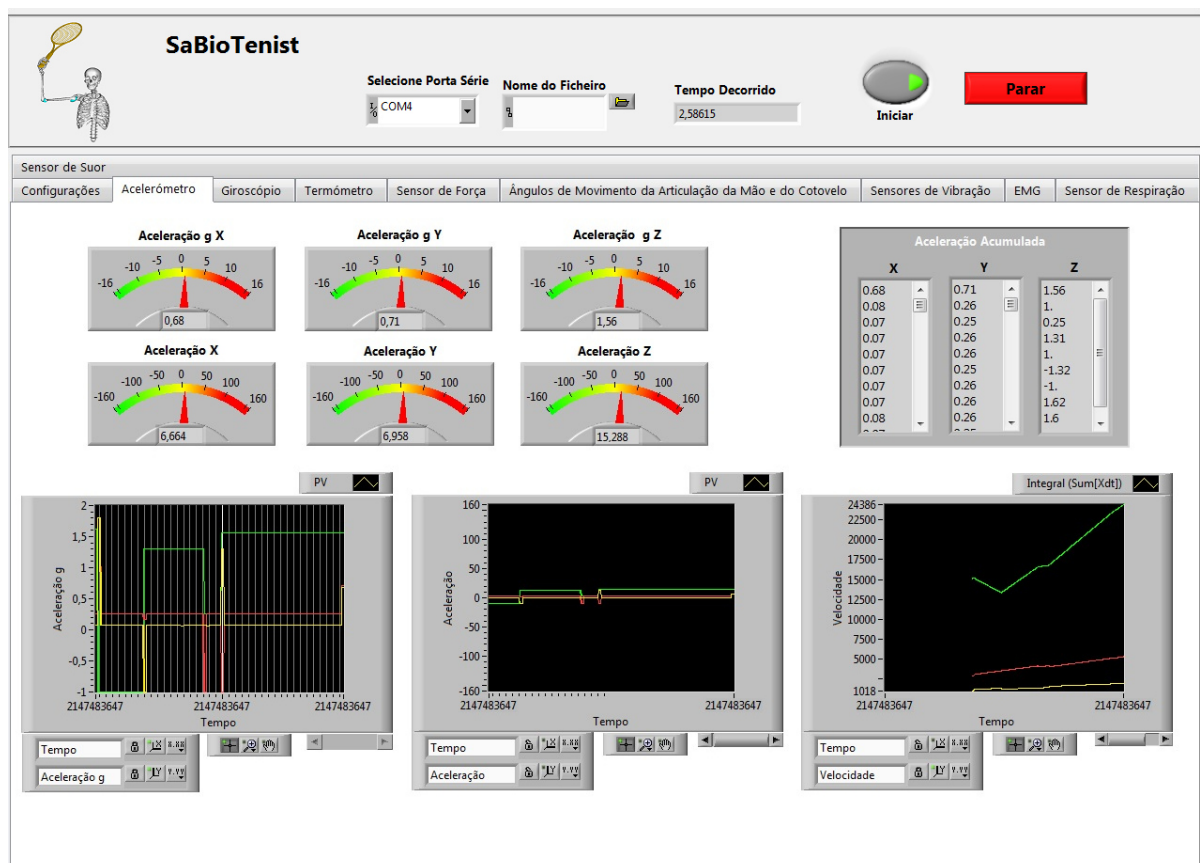 SaBioTenist
Selecione Porta Série
COM4
Nome do Ficheiro
Tempo Decorrido
2,58615
Iniciar
Parar
Sensor de Suor
Configurações Acelerómetro Giroscópio Termómetro Sensor de Força Ângulos de Movimento da Articulação da Mão e do Cotovelo Sensores de Vibração EMG Sensor de Respiração
Aceleração g X
-16 -10 -5 0 5 10 16
0,68
Aceleração g Y
-16 -10 -5 0 5 10 16
0,71
Aceleração g Z
-16 -10 -5 0 5 10 16
1,56
Aceleração X
-160 -100 -50 0 50 100 160
6,664
Aceleração Y
-160 -100 -50 0 50 100 160
6,958
Aceleração Z
-160 -100 -50 0 50 100 160
15,288
Aceleração Acumulada
X Y Z
0.68 0.71 1.56
0.08 0.26 1.
0.07 0.25 0.25
0.07 0.26 1.31
0.07 0.26 1.
0.07 0.25 -1.32
0.07 0.26 -1.
0.07 0.26 1.62
0.08 0.26 1.6
PV
2
1,5
1
0,5
0
-0,5
-1
Aceleração g
2147483647 2147483647 2147483647
Tempo
Tempo
Aceleração g
PV
160
100
50
0
-50
-100
-160
Aceleração
2147483647 2147483647
Tempo
Tempo
Aceleração
Integral (Sum[Xdt])
24386
22500
20000
17500
15000
12500
10000
7500
5000
1018
Velocidade
2147483647 2147483647
Tempo
Tempo
Velocidade